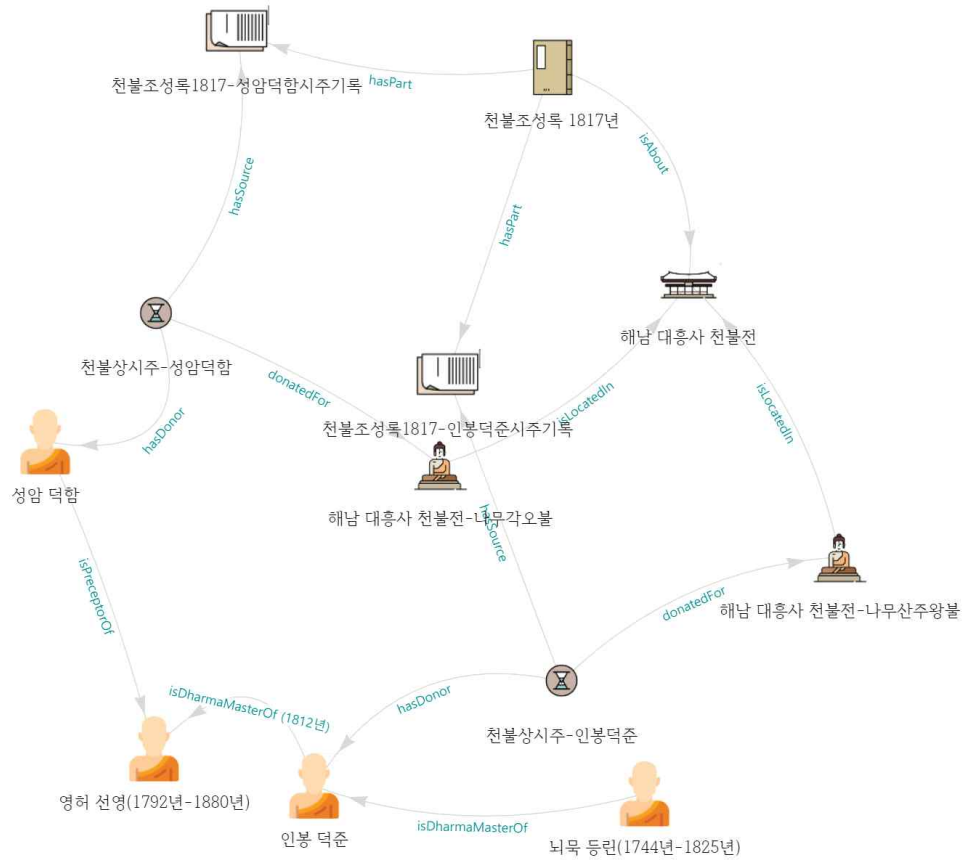 천불조성록1817-성암덕함시주기록
hasPart
천불조성록 1817년
isAbout
hasSource
hasPart
해남 대흥사 천불전
천불상시주-성암덕함
donatedFor
isLocatedIn
isLocatedIn
hasDonor
천불조성록1817-인봉덕준시주기록
성암 덕함
해남 대흥사 천불전-나무각오불
hasSource
isPreceptorOf
donatedFor
해남 대흥사 천불전-나무산주왕불
hasDonor
isDharmaMasterOf (1812년)
천불상시주-인봉덕준
영허 선영(1792년-1880년)
isDharmaMasterOf
인봉 덕준
뇌묵 등린(1744년-1825년)